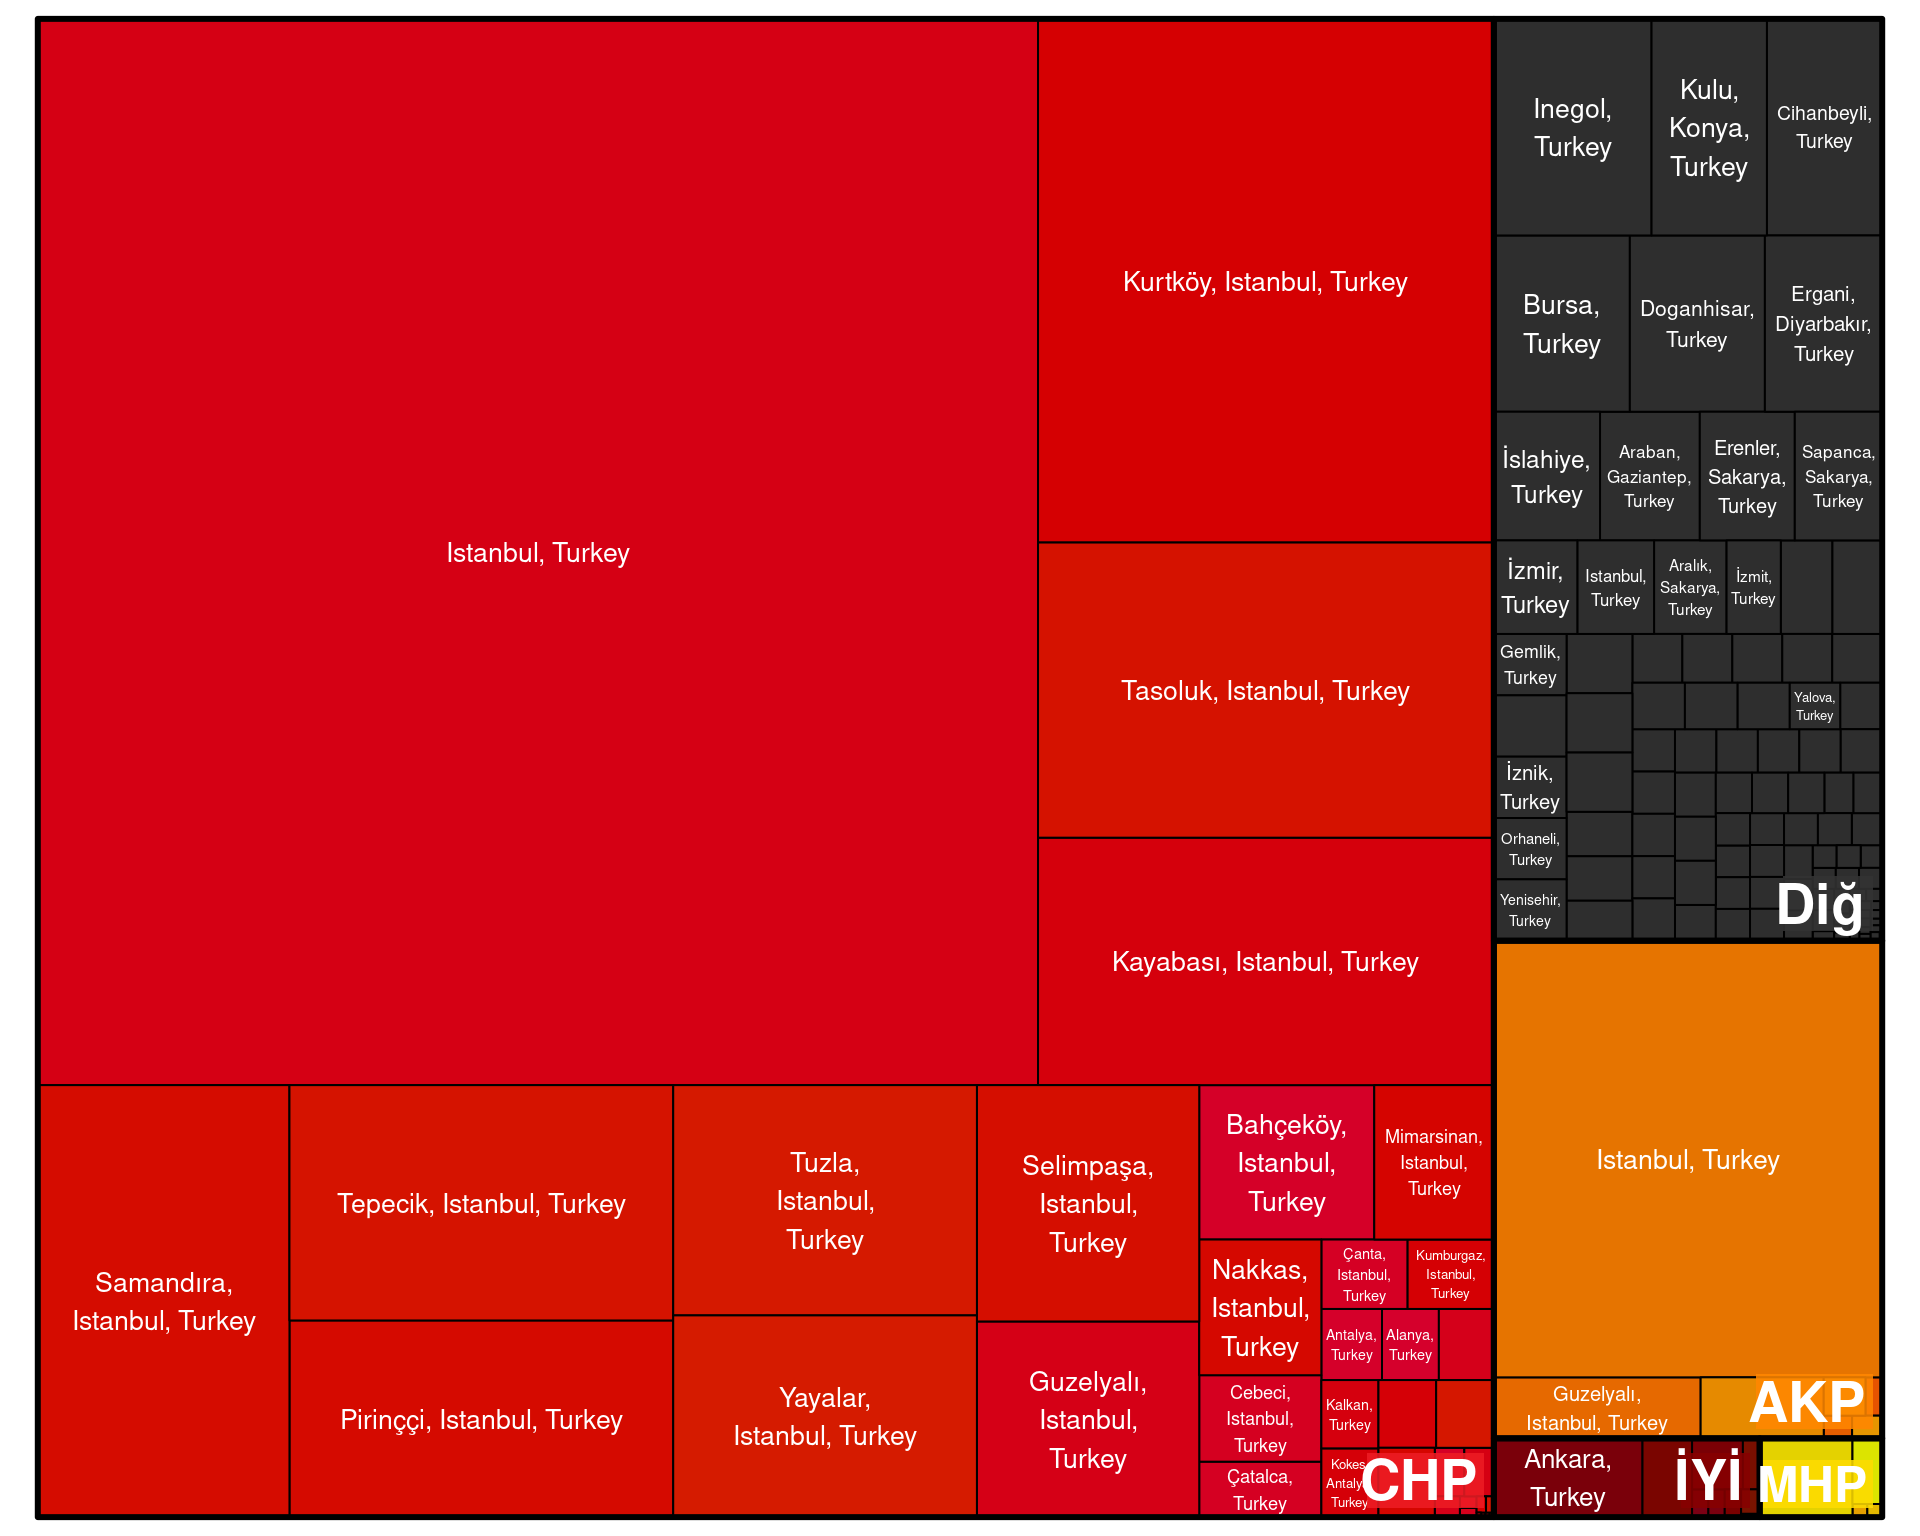 Istanbul, Turkey
Kurtköy, Istanbul, Turkey
Tasoluk, Istanbul, Turkey
Kayabası, Istanbul, Turkey
Samandıra,
Istanbul, Turkey
Tepecik, Istanbul, Turkey
Pirinççi, Istanbul, Turkey
Tuzla,
Istanbul,
Turkey
Yayalar,
Istanbul, Turkey
Selimpaşa,
Istanbul,
Turkey
Guzelyalı,
Istanbul,
Turkey
Bahçeköy,
Istanbul,
Turkey
Mimarsinan,
Istanbul,
Turkey
Nakkas,
Istanbul,
Turkey
Cebeci,
Istanbul,
Turkey
Çatalca,
Turkey
Çanta,
Istanbul,
Turkey
Kumburgaz,
Istanbul,
Turkey
Antalya,
Turkey
Alanya,
Turkey
Kalkan,
Turkey
Turkey
CHP
Inegol,
Turkey
Kulu,
Konya,
Turkey
Cihanbeyli,
Turkey
Bursa,
Turkey
Doganhisar,
Turkey
Ergani,
Diyarbakır,
Turkey
İslahiye,
Turkey
Araban,
Gaziantep,
Turkey
Erenler,
Sakarya,
Turkey
Sapanca,
Sakarya,
Turkey
İzmir,
Turkey
Istanbul,
Turkey
Aralık,
Sakarya,
Turkey
İzmit,
Turkey
Gemlik,
Turkey
Yalova,
Turkey
İznik,
Turkey
Orhaneli,
Turkey
Yenisehir,
Turkey
Diğ
Istanbul, Turkey
Guzelyalı,
Istanbul, Turkey
AKP
Ankara,
Turkey
İYİ
MHP